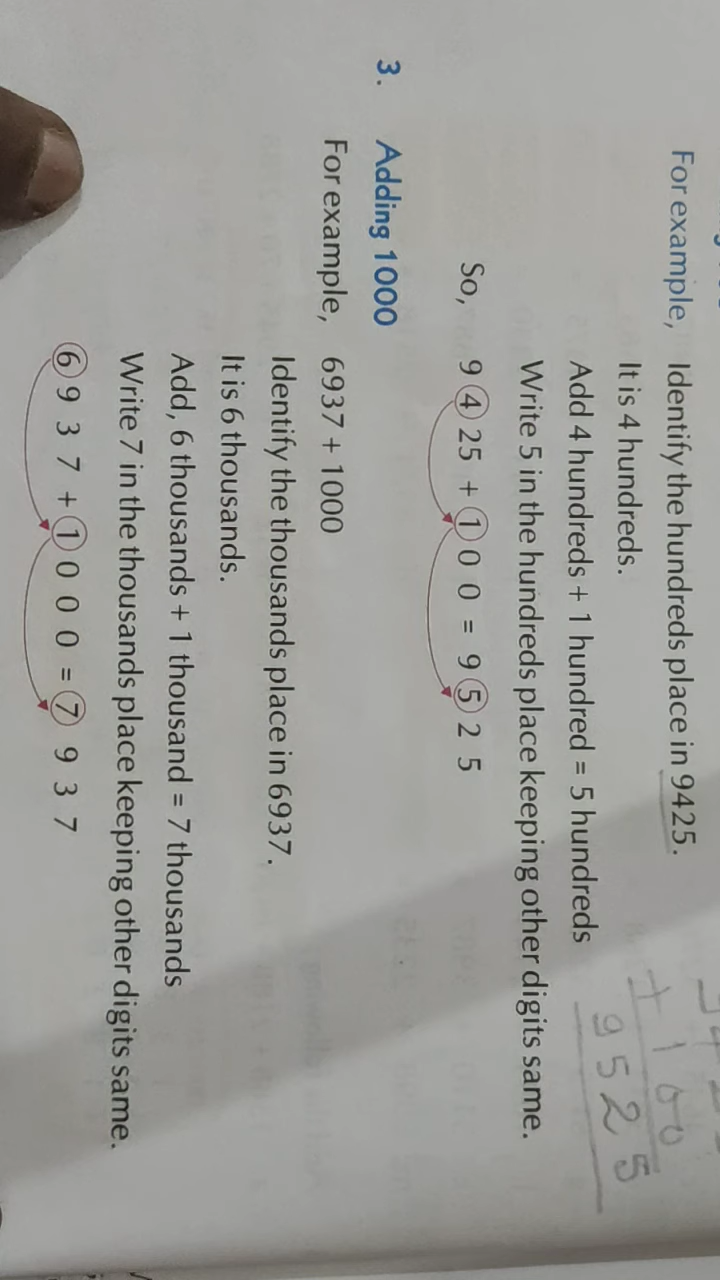 For example, Identify the hundreds place in 9425.
It is 4 hundreds.
Add 4 hundreds + 1 hundred = 5 hundreds
Write 5 in the hundreds place keeping other digits same.
So, 9 4 25 + 1 0 0 = 9 5 2 5
+ 1 0 0
9 5 2 5
3. Adding 1000
For example, 6937 + 1000
Identify the thousands place in 6937.
It is 6 thousands.
Add, 6 thousands + 1 thousand = 7 thousands
Write 7 in the thousands place keeping other digits same.
6 9 3 7 + 1 0 0 0 = 7 9 3 7